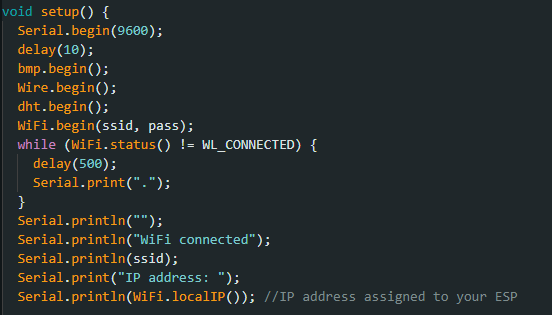 void setup() {
  Serial.begin(9600);
  delay(10);
  bmp.begin();
  Wire.begin();
  dht.begin();
  WiFi.begin(ssid, pass);
  while (WiFi.status() != WL_CONNECTED) {
    delay(500);
    Serial.print(".");
  }
  Serial.println("");
  Serial.println("WiFi connected");
  Serial.println(ssid);
  Serial.print("IP address: ");
  Serial.println(WiFi.localIP()); //IP address assigned to your ESP